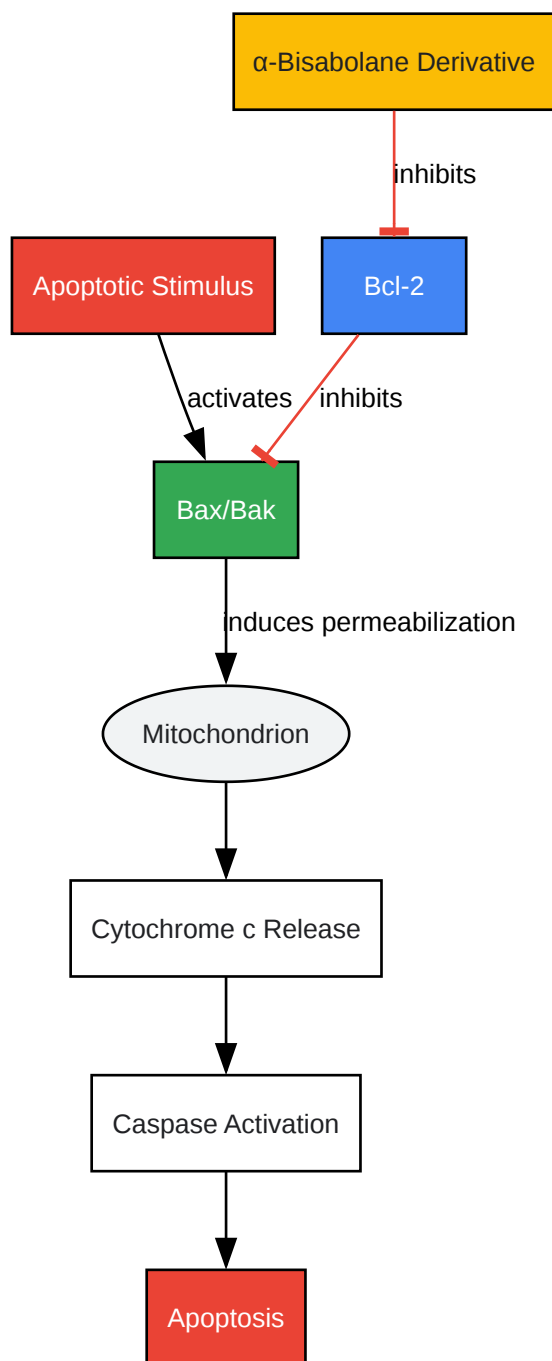 α-Bisabolane Derivative
inhibits
Apoptotic Stimulus
Bcl-2
activates
inhibits
Bax/Bak
induces permeabilization
Mitochondrion
Cytochrome c Release
Caspase Activation
Apoptosis